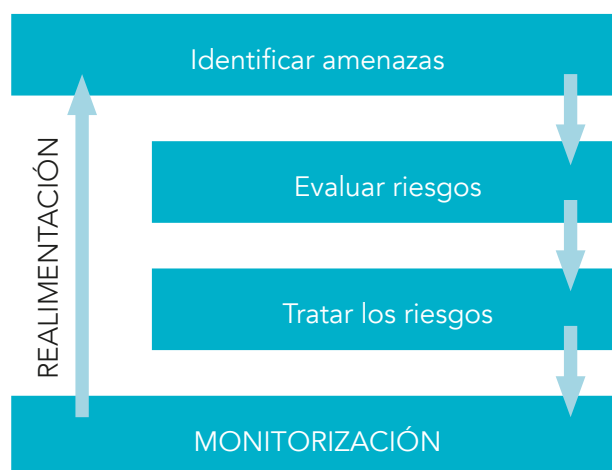 Identificar amenazas
Evaluar riesgos
Tratar los riesgos
MONITORIZACIÓN
REALIMENTACIÓN